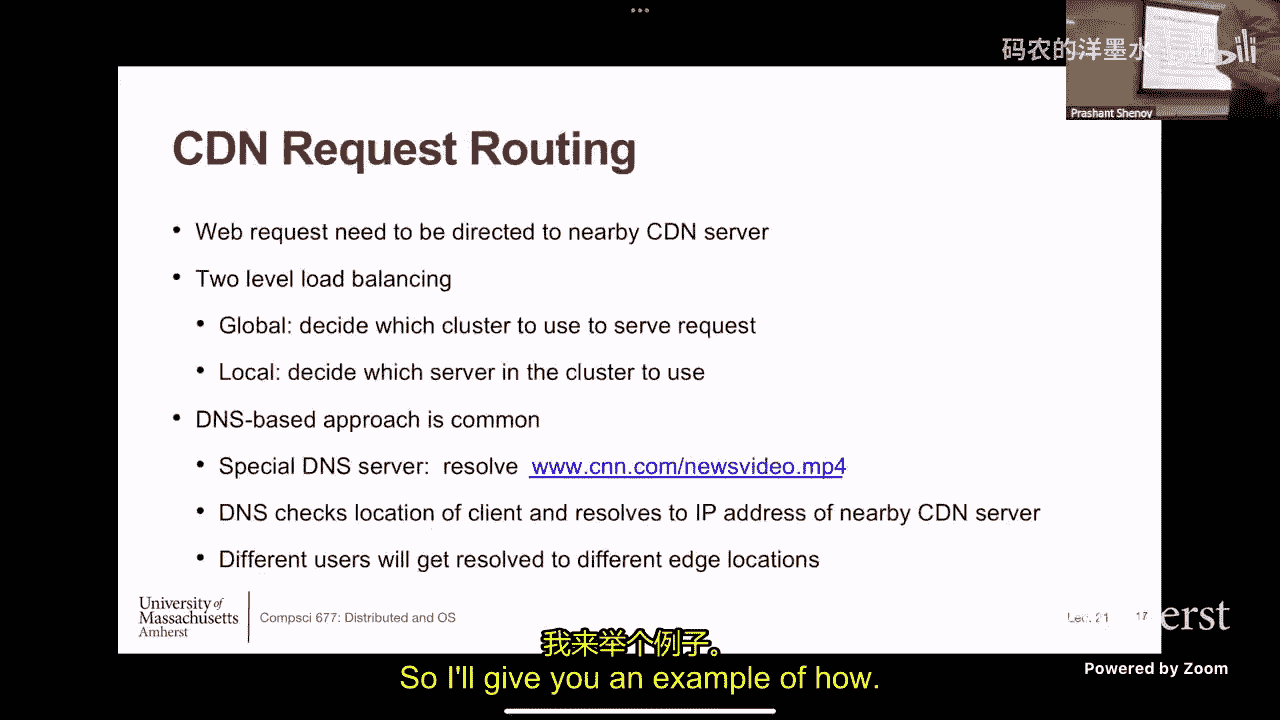 码农的洋墨水
Prashant Shenoy
CDN Request Routing
• Web request need to be directed to nearby CDN server
• Two level load balancing
• Global: decide which cluster to use to serve request
• Local: decide which server in the cluster to use
• DNS-based approach is common
• Special DNS server: resolve www.cnn.com/newsvideo.mp4
• DNS checks location of client and resolves to IP address of nearby CDN server
• Different users will get resolved to different edge locations
University of
Massachusetts
Amherst
Compsci 677: Distributed and OS
Lec. 21
17
我来举个例子。
So I'll give you an example of how.
Powered by Zoom